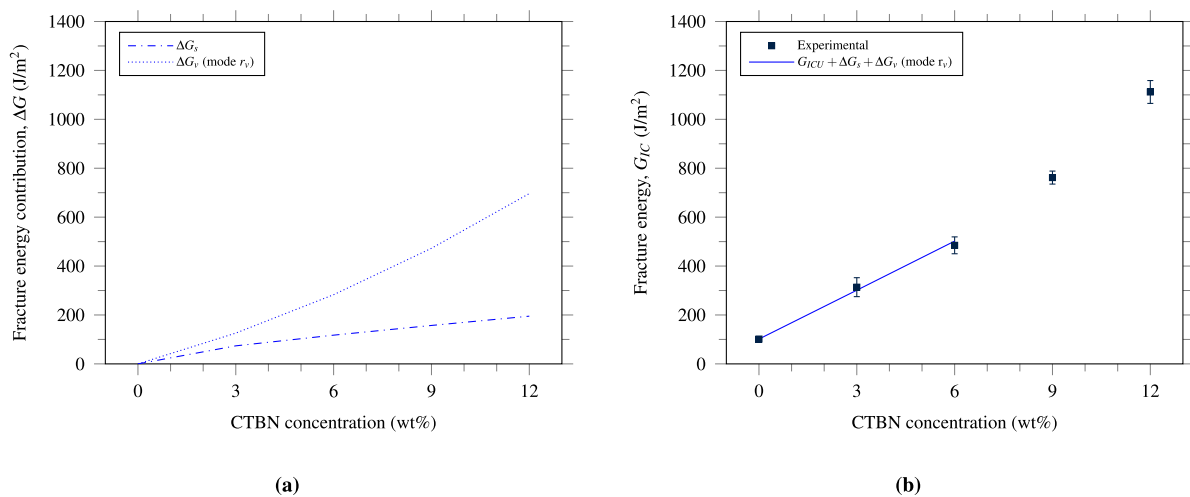 1400
1200
1000
800
600
400
200
0
0 3 6 9 12
Fracture energy contribution, ΔG (J/m²)
CTBN concentration (wt%)
ΔGₛ
ΔGᵥ (mode rᵥ)
(a)
1400
1200
1000
800
600
400
200
0
0 3 6 9 12
Fracture energy, G_IC (J/m²)
CTBN concentration (wt%)
Experimental
G_ICU + ΔGₛ + ΔGᵥ (mode rᵥ)
(b)